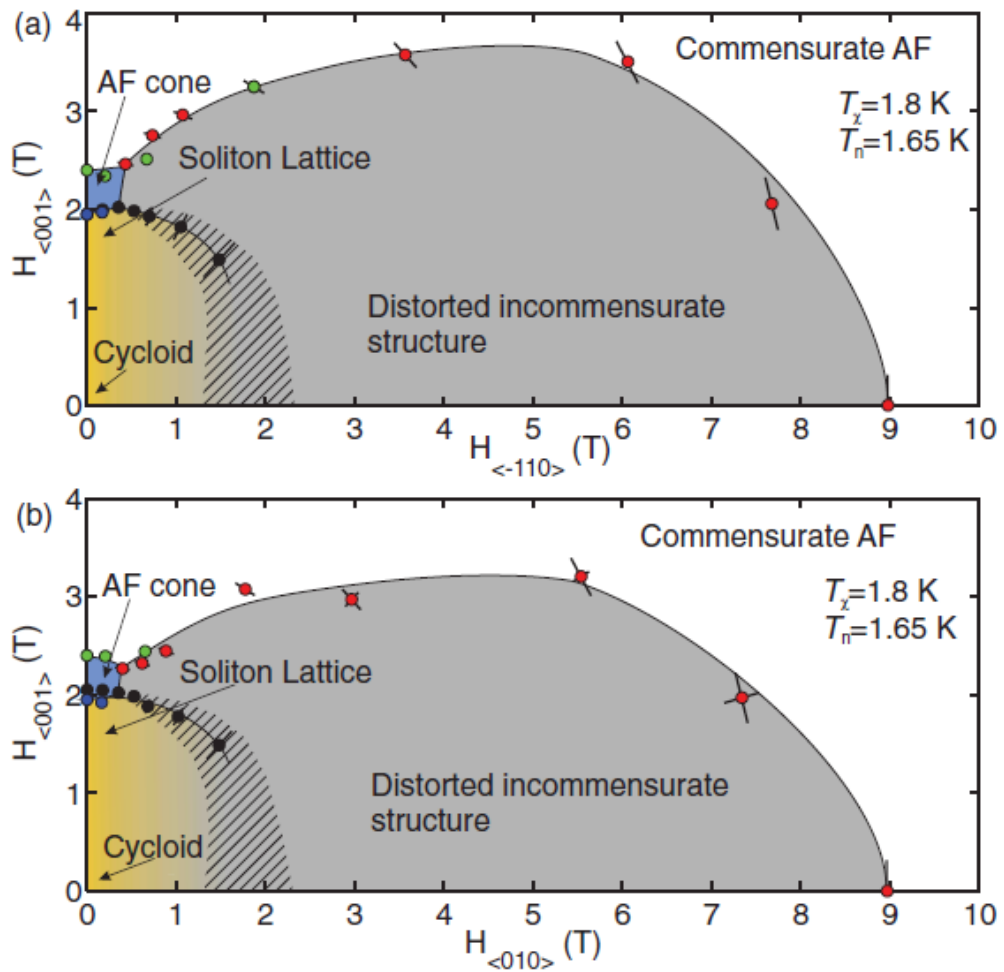 (a)
4
3
2
1
0
H<001> (T)
AF cone
Soliton Lattice
Cycloid
Commensurate AF
Tχ=1.8 K
Tn=1.65 K
Distorted incommensurate
structure
0 1 2 3 4 5 6 7 8 9 10
H<-110> (T)
(b)
4
3
2
1
0
H<001> (T)
AF cone
Soliton Lattice
Cycloid
Commensurate AF
Tχ=1.8 K
Tn=1.65 K
Distorted incommensurate
structure
0 1 2 3 4 5 6 7 8 9 10
H<010> (T)